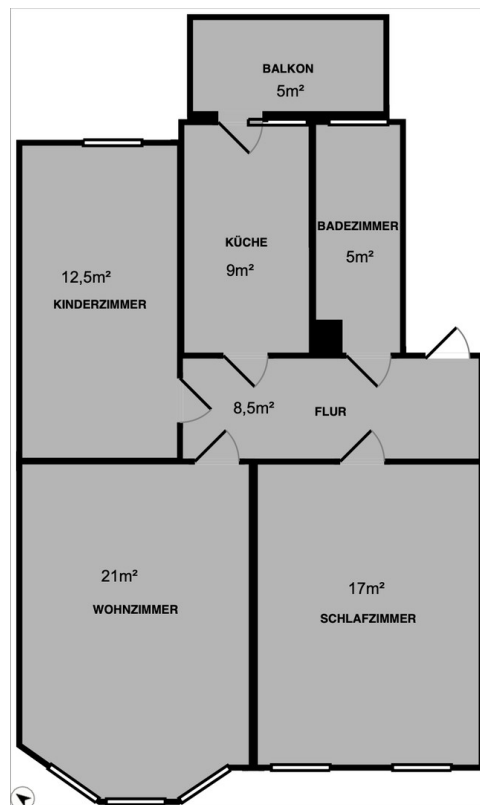 BALKON
5m²
KÜCHE
9m²
BADEZIMMER
5m²
12,5m²
KINDERZIMMER
8,5m²
FLUR
21m²
WOHNZIMMER
17m²
SCHLAFZIMMER